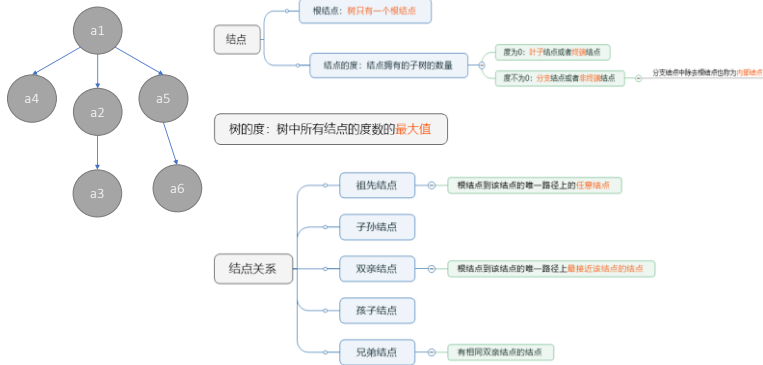 a1
a4
a2
a5
a3
a6
结点
根结点：树只有一个根结点
结点的度：结点拥有的子树的数量
度为0：叶子结点或者终端结点
度不为0：分支结点或者非终端结点
分支结点中除去根结点也称为内部结点
树的度：树中所有结点的度数的最大值
结点关系
祖先结点
根结点到该结点的唯一路径上的任意结点
子孙结点
双亲结点
根结点到该结点的唯一路径上最接近该结点的结点
孩子结点
兄弟结点
有相同双亲结点的结点